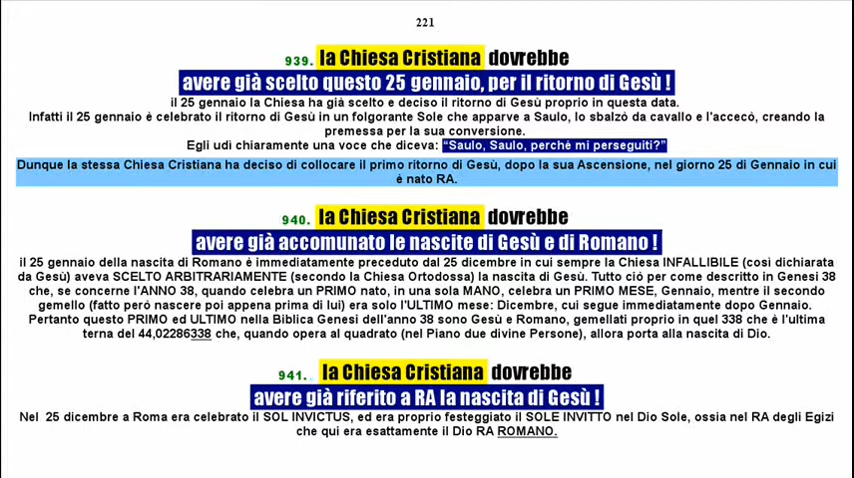 221
939. la Chiesa Cristiana dovrebbe
avere già scelto questo 25 gennaio, per il ritorno di Gesù !
il 25 gennaio la Chiesa ha già scelto e deciso il ritorno di Gesù proprio in questa data.
Infatti il 25 gennaio è celebrato il ritorno di Gesù in un folgorante Sole che apparve a Saulo, lo sbalzò da cavallo e l'accecò, creando la
premessa per la sua conversione.
Egli udì chiaramente una voce che diceva: “Saulo, Saulo, perché mi perseguiti?”
Dunque la stessa Chiesa Cristiana ha deciso di collocare il primo ritorno di Gesù, dopo la sua Ascensione, nel giorno 25 di Gennaio in cui
è nato RA.
940. la Chiesa Cristiana dovrebbe
avere già accomunato le nascite di Gesù e di Romano !
il 25 gennaio della nascita di Romano è immediatamente preceduto dal 25 dicembre in cui sempre la Chiesa INFALLIBILE (così dichiarata
da Gesù) aveva SCELTO ARBITRARIAMENTE (secondo la Chiesa Ortodossa) la nascita di Gesù. Tutto ciò per come descritto in Genesi 38
che, se concerne l'ANNO 38, quando celebra un PRIMO nato, in una sola MANO, celebra un PRIMO MESE, Gennaio, mentre il secondo
gemello (fatto però nascere poi appena prima di lui) era solo l'ULTIMO mese: Dicembre, cui segue immediatamente dopo Gennaio.
Pertanto questo PRIMO ed ULTIMO nella Biblica Genesi dell'anno 38 sono Gesù e Romano, gemellati proprio in quel 338 che è l'ultima
terna del 44,02286338 che, quando opera al quadrato (nel Piano due divine Persone), allora porta alla nascita di Dio.
941. la Chiesa Cristiana dovrebbe
avere già riferito a RA la nascita di Gesù !
Nel 25 dicembre a Roma era celebrato il SOL INVICTUS, ed era proprio festeggiato il SOLE INVITTO nel Dio Sole, ossia nel RA degli Egizi
che qui era esattamente il Dio RA ROMANO.